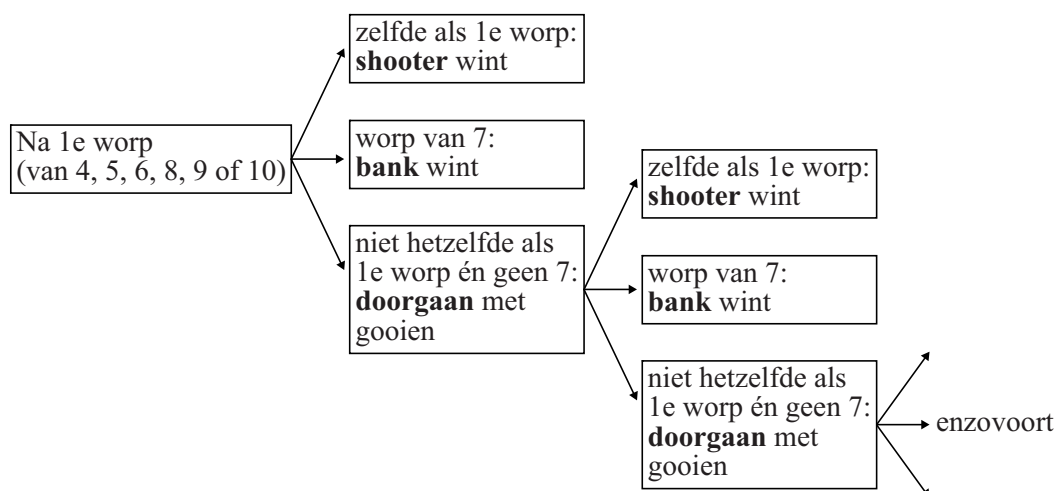 zelfde als 1e worp:
shooter wint
Na 1e worp
(van 4, 5, 6, 8, 9 of 10)
worp van 7:
bank wint
niet hetzelfde als
1e worp én geen 7:
doorgaan met
gooien
zelfde als 1e worp:
shooter wint
worp van 7:
bank wint
niet hetzelfde als
1e worp én geen 7:
doorgaan met
gooien
enzovoort